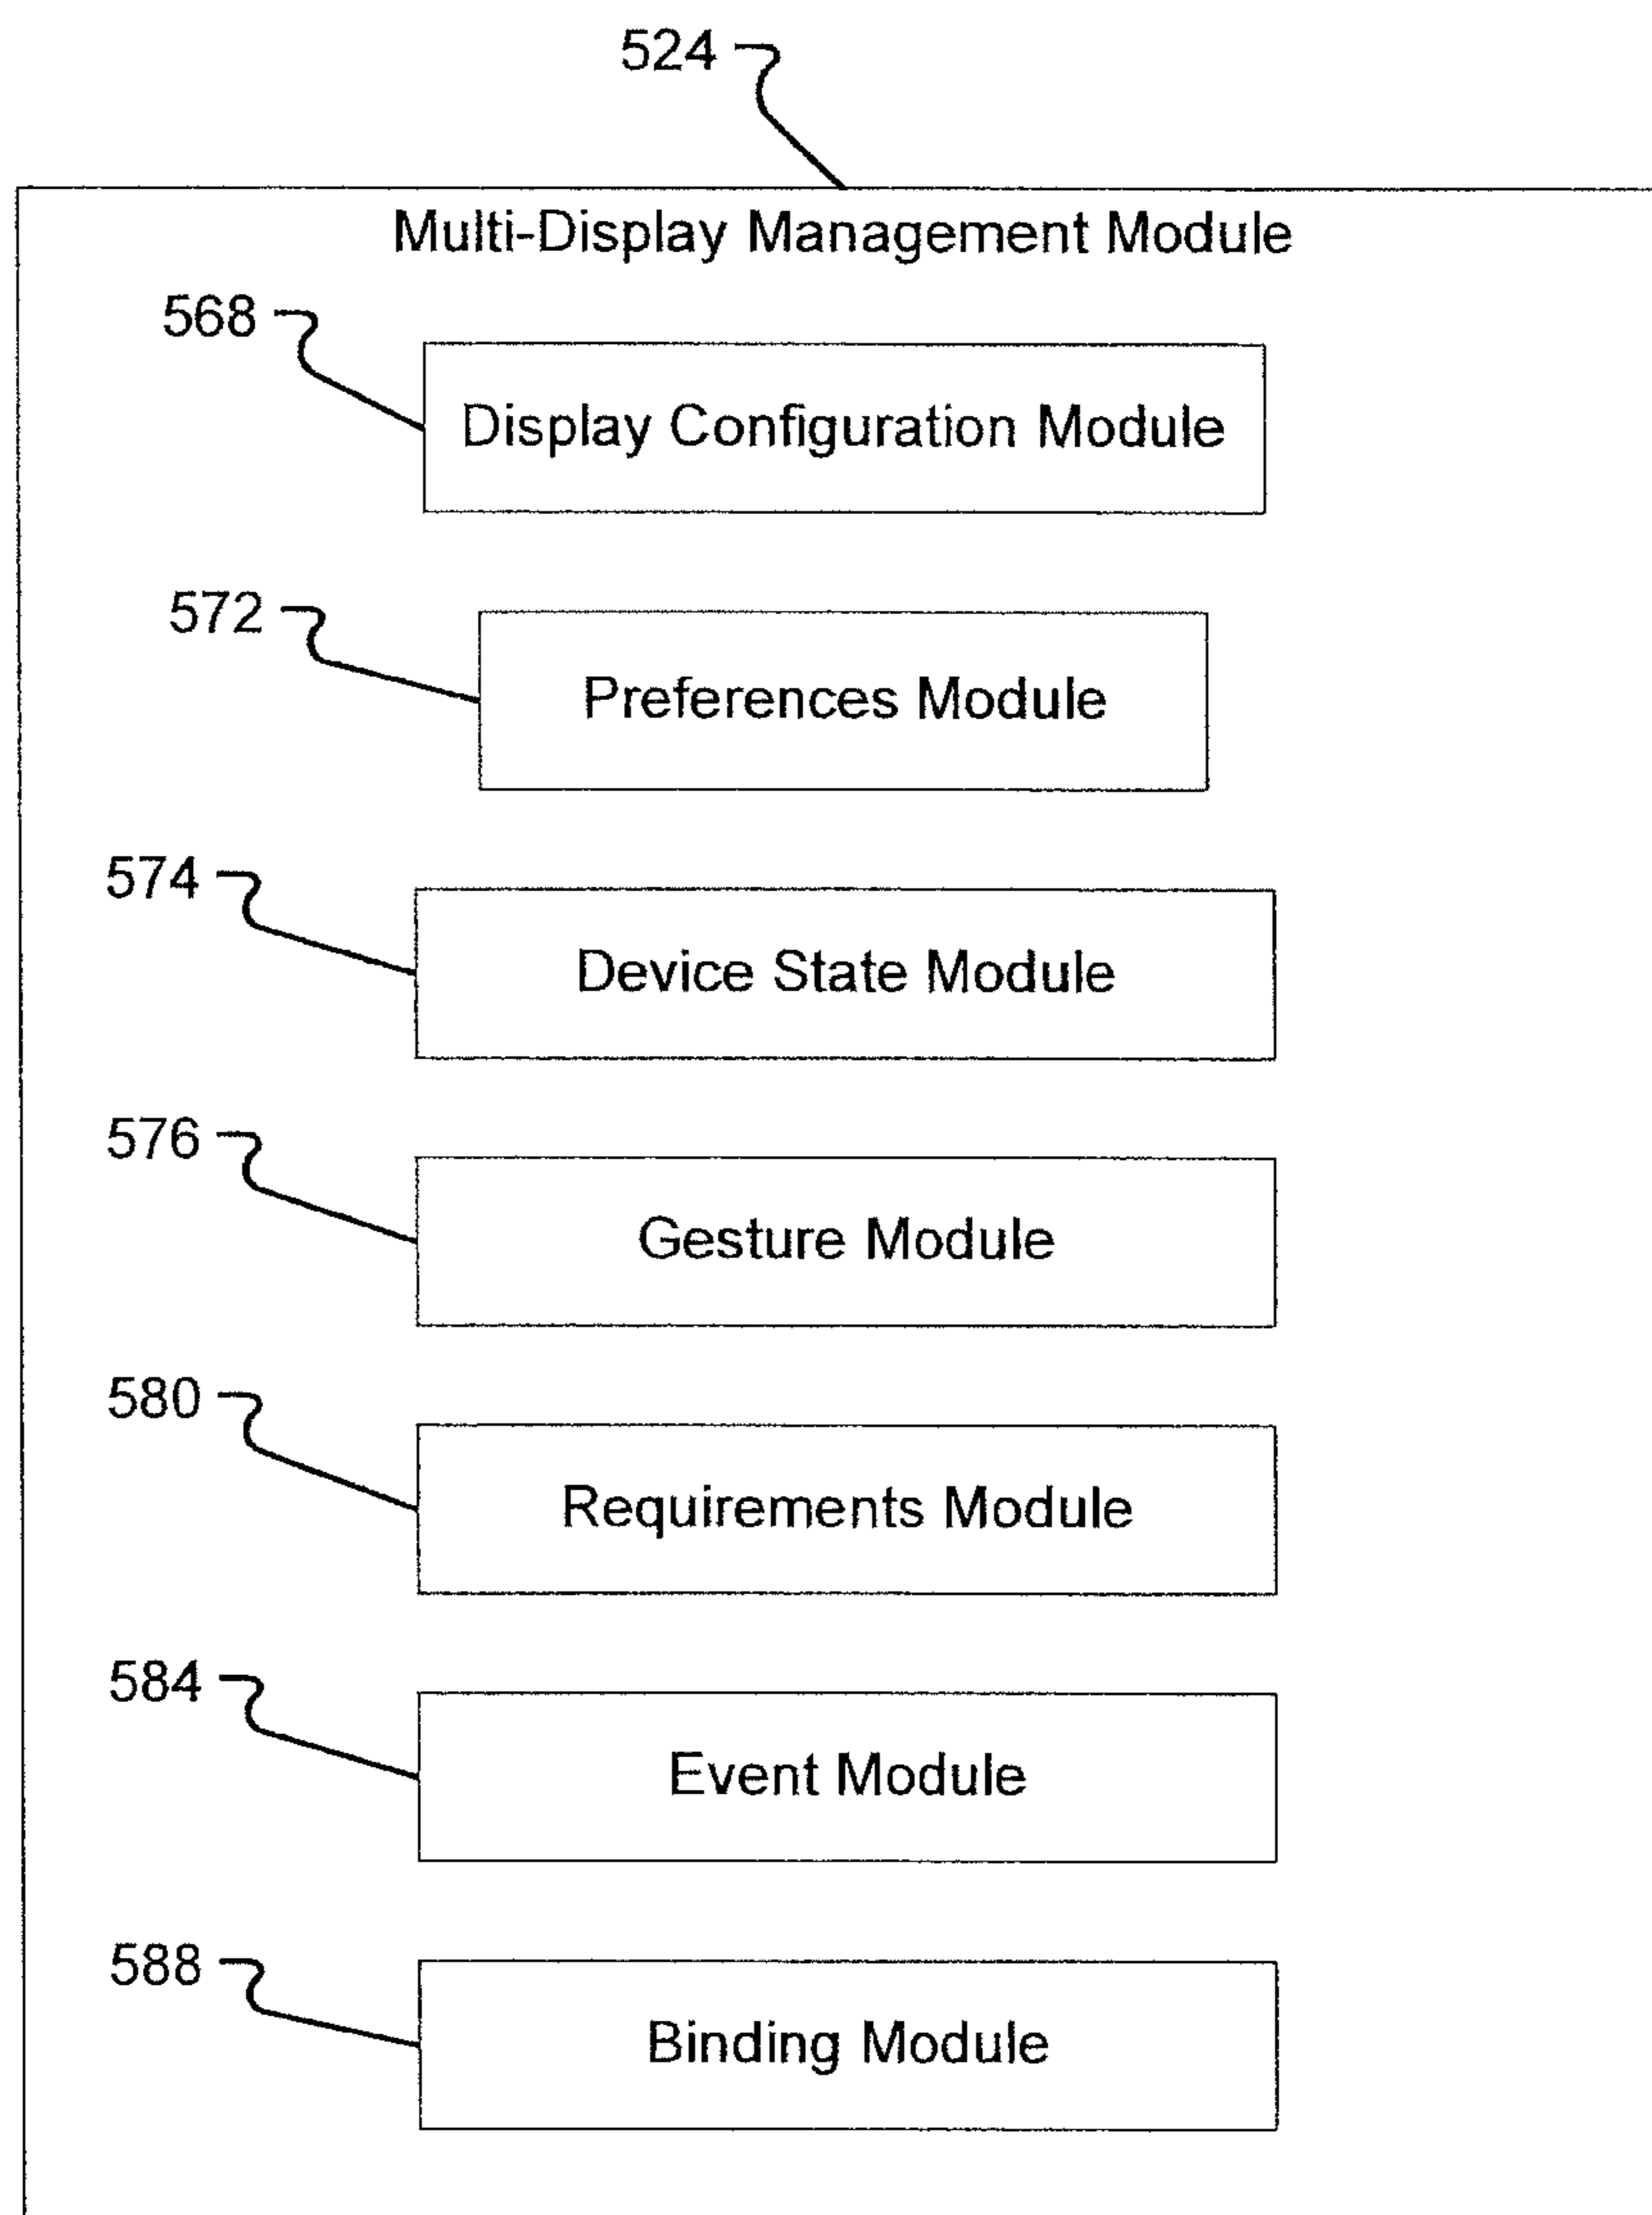 524
Multi-Display Management Module
568
Display Configuration Module
572
Preferences Module
574
Device State Module
576
Gesture Module
580
Requirements Module
584
Event Module
588
Binding Module